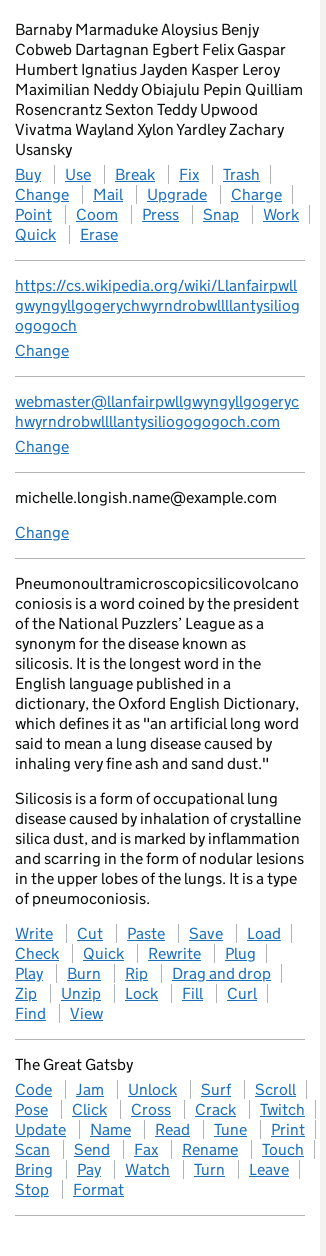 Barnaby Marmaduke Aloysius Benjy
Cobweb Dartagnan Egbert Felix Gaspar
Humbert Ignatius Jayden Kasper Leroy
Maximilian Neddy Obiajulu Pepin Quilliam
Rosencrantz Sexton Teddy Upwood
Vivatma Wayland Xylon Yardley Zachary
Usansky
Buy Use Break Fix Trash
Change Mail Upgrade Charge
Point Coom Press Snap Work
Quick Erase
https://cs.wikipedia.org/wiki/Llanfairpwll
gwyngyllgogerychwyrndrobwllllantysiliog
ogogoch
Change
webmaster@llanfairpwllgwyngyllgogeryc
hwyrndrobwllllantysiliogogogoch.com
Change
michelle.longish.name@example.com
Change
Pneumonoultramicroscopicsilicovolcano
coniosis is a word coined by the president
of the National Puzzlers’ League as a
synonym for the disease known as
silicosis. It is the longest word in the
English language published in a
dictionary, the Oxford English Dictionary,
which defines it as "an artificial long word
said to mean a lung disease caused by
inhaling very fine ash and sand dust."
Silicosis is a form of occupational lung
disease caused by inhalation of crystalline
silica dust, and is marked by inflammation
and scarring in the form of nodular lesions
in the upper lobes of the lungs. It is a type
of pneumoconiosis.
Write Cut Paste Save Load
Check Quick Rewrite Plug
Play Burn Rip Drag and drop
Zip Unzip Lock Fill Curl
Find View
The Great Gatsby
Code Jam Unlock Surf Scroll
Pose Click Cross Crack Twitch
Update Name Read Tune Print
Scan Send Fax Rename Touch
Bring Pay Watch Turn Leave
Stop Format